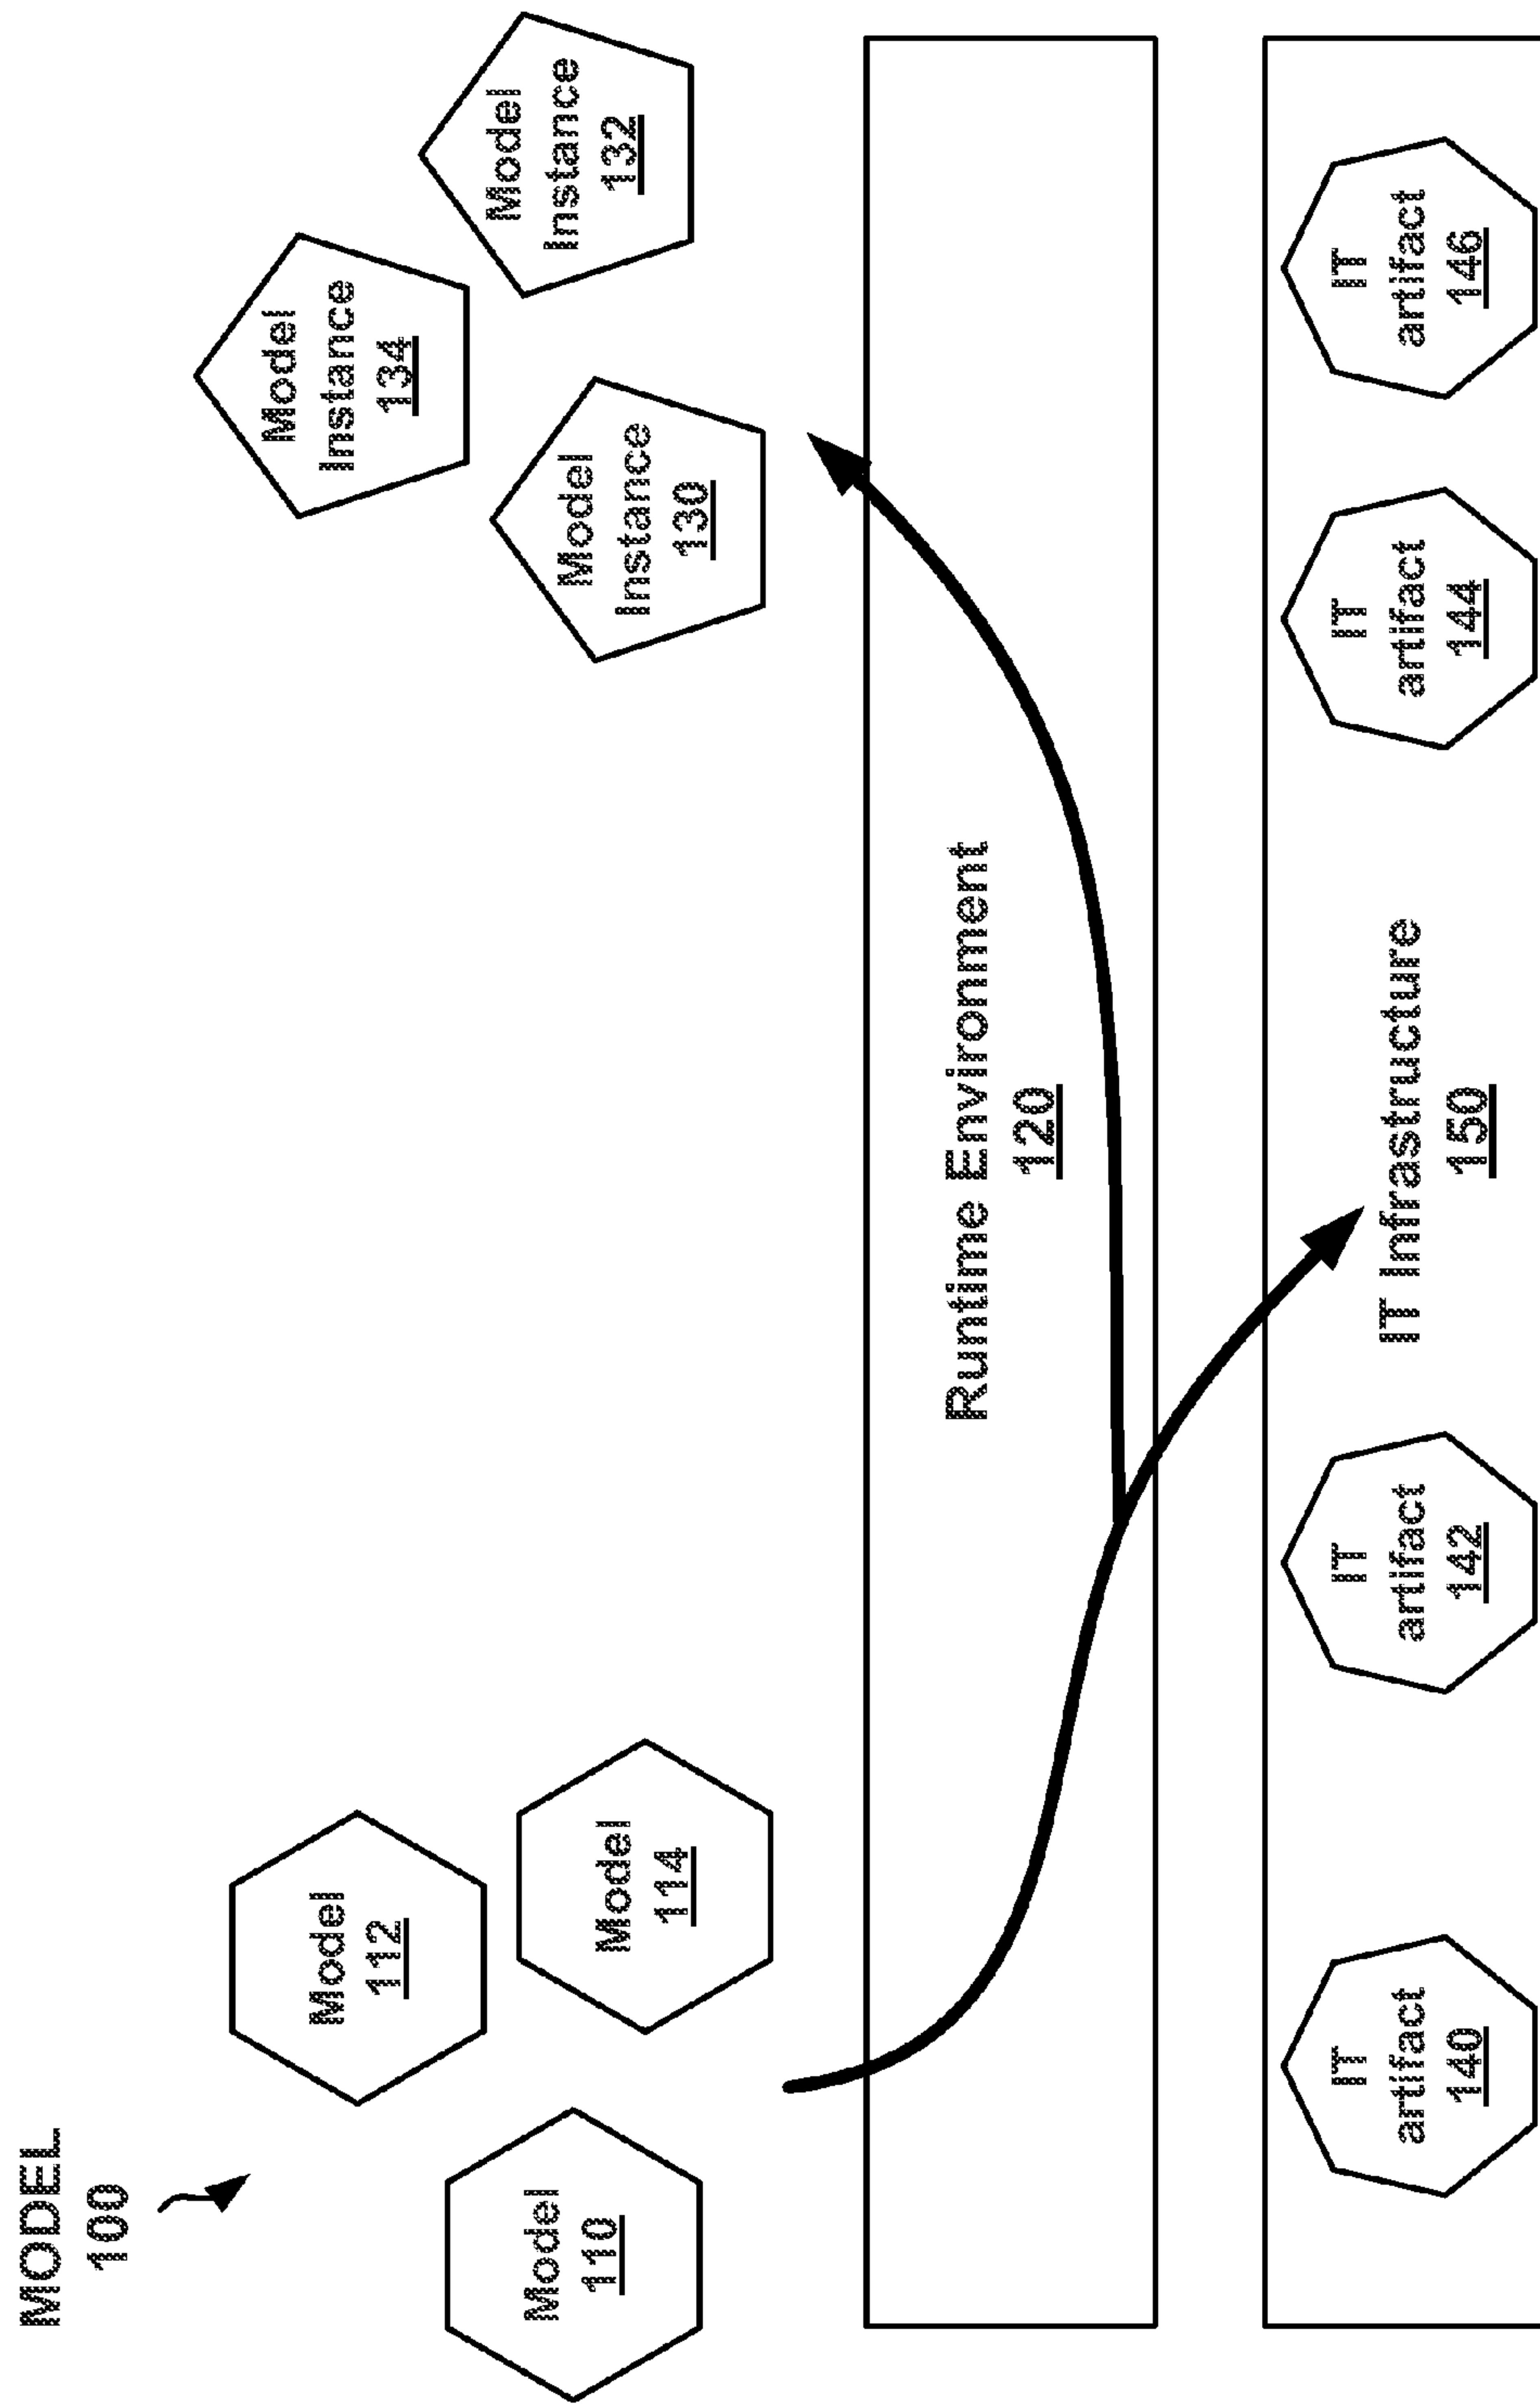 MODEL
100
Model
112
Model
110
Model
114
Model
Instance
134
Model
Instance
130
Model
Instance
132
Runtime Environment
120
IT
artifact
140
IT
artifact
142
IT Infrastructure
150
IT
artifact
144
IT
artifact
146